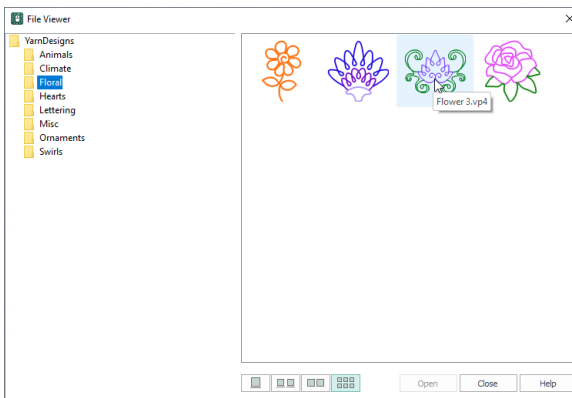 File Viewer
YarnDesigns
Animals
Climate
Floral
Hearts
Lettering
Misc
Ornaments
Swirls
Flower 3.vp4
Open
Close
Help